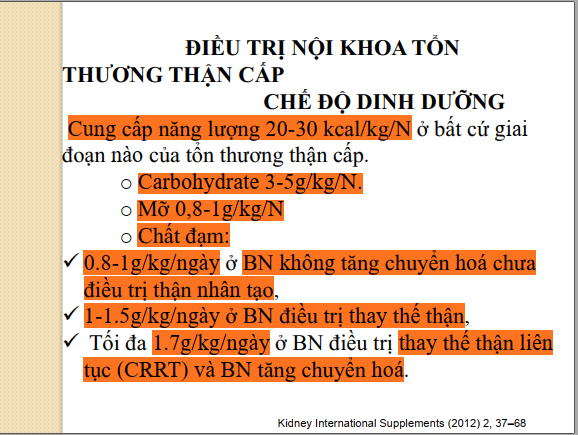 ĐIỀU TRỊ NỘI KHOA TỔN
THƯƠNG THẬN CẤP
CHẾ ĐỘ DINH DƯỠNG
Cung cấp năng lượng 20-30 kcal/kg/N ở bất cứ giai
đoạn nào của tổn thương thận cấp.
o Carbohydrate 3-5g/kg/N.
o Mỡ 0,8-1g/kg/N
o Chất đạm:
✓ 0.8-1g/kg/ngày ở BN không tăng chuyển hoá chưa
điều trị thận nhân tạo,
✓ 1-1.5g/kg/ngày ở BN điều trị thay thế thận,
✓ Tối đa 1.7g/kg/ngày ở BN điều trị thay thế thận liên
tục (CRRT) và BN tăng chuyển hoá.
Kidney International Supplements (2012) 2, 37–68